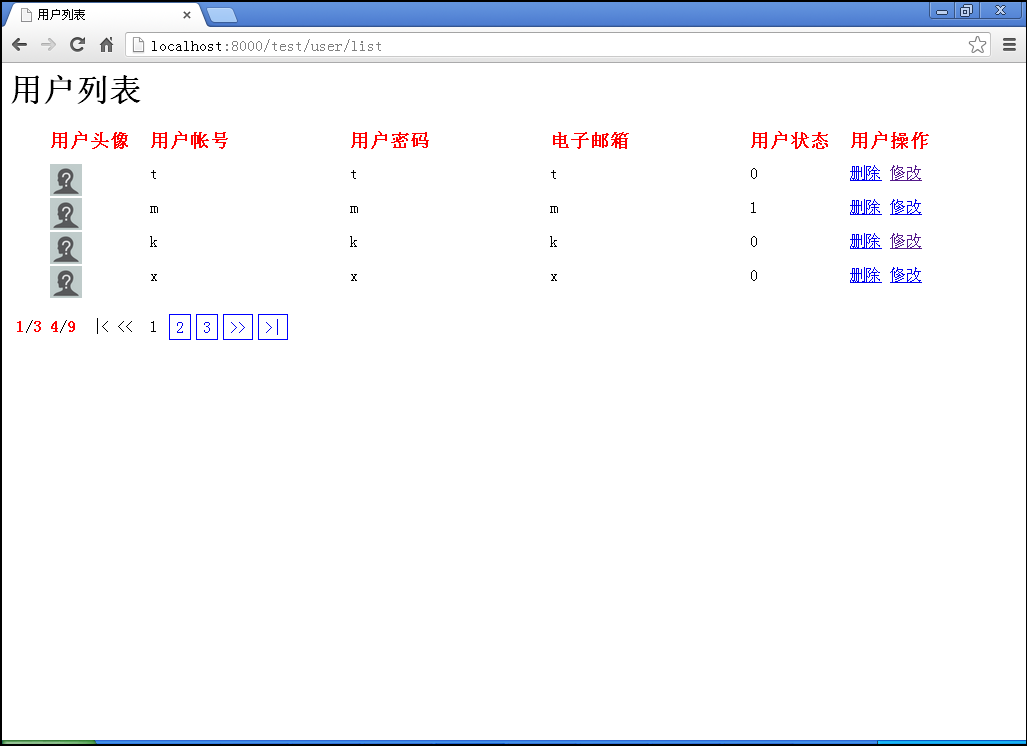 用户列表
localhost:8000/test/user/list
用户列表
用户头像 用户帐号 用户密码 电子邮箱 用户状态 用户操作
t t t 0 删除 修改
m m m 1 删除 修改
k k k 0 删除 修改
x x x 0 删除 修改
1/3 4/9 |< << 1 2 3 >> >|